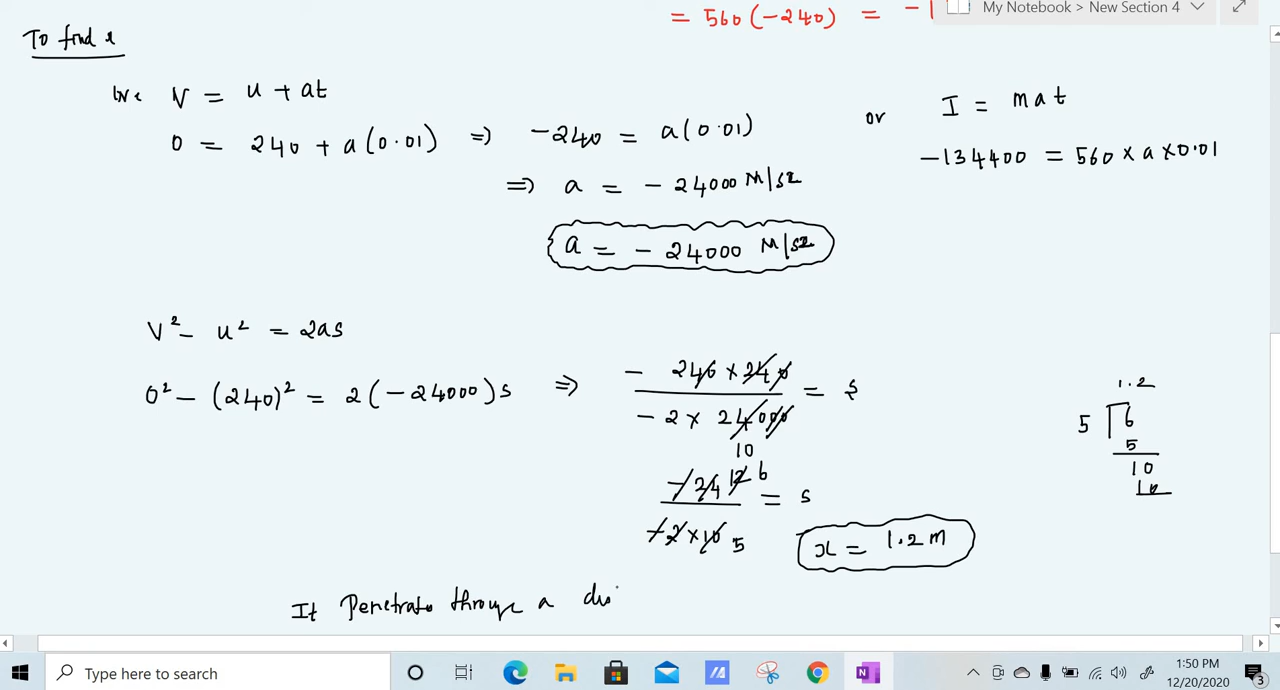 = 560 (-240) = -1
My Notebook > New Section 4
To find x
We V = u + at
or I = mat
0 = 240 + a(0.01) => -240 = a(0.01)
-134400 = 560 × a × 0.01
=> a = -24000 M/s2
a = -24000 M/s2
V² - u² = 2as
0² - (240)² = 2(-24000)s => - 240 × 240 / - 2 × 24000 = s
10
1.2
5 6
5
10
10
-24 12 6 / -2 × 10 5 = s
x = 1.2 m
It Penetrate through a dis
Type here to search
1:50 PM
12/20/2020
3